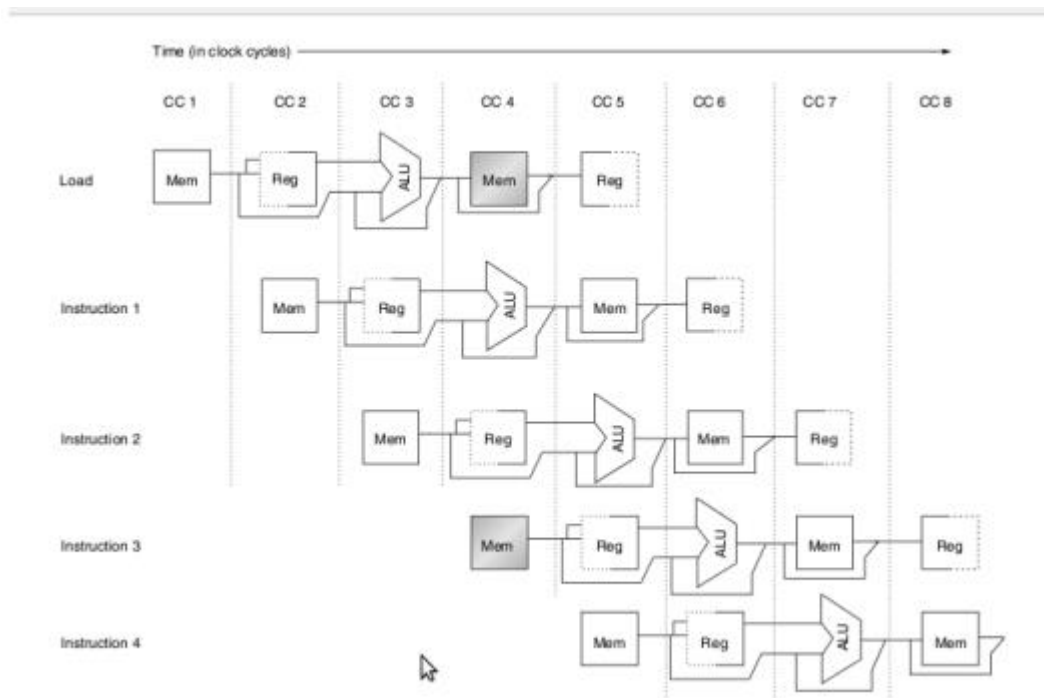 Time (in clock cycles)
CC 1 CC 2 CC 3 CC 4 CC 5 CC 6 CC 7 CC 8
Load Mem Reg ALU Mem Reg
Instruction 1 Mem Reg ALU Mem Reg
Instruction 2 Mem Reg ALU Mem Reg
Instruction 3 Mem Reg ALU Mem Reg
Instruction 4 Mem Reg ALU Mem